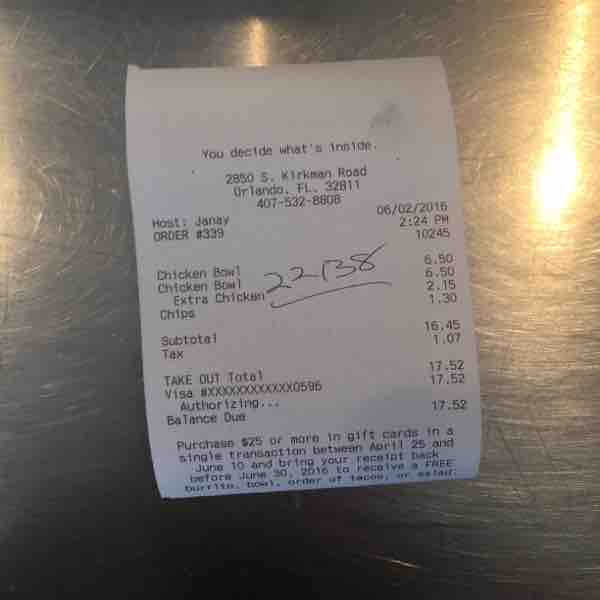 You decide what's inside.
2850 S. Kirkman Road
Orlando, FL. 32811
407-532-8808
Host: Janay 06/02/2016
ORDER #339 2:24 PM
10245
Chicken Bowl 6.50
Chicken Bowl 6.50
Extra Chicken 2.15
Chips 1.30
22138
Subtotal 16.45
Tax 1.07
TAKE OUT Total 17.52
Visa #XXXXXXXXXXXX0596 17.52
Authorizing...
Balance Due 17.52
Purchase $25 or more in gift cards in a
single transaction between April 25 and
June 10 and bring your receipt back
before June 30, 2016 to receive a FREE
burrito, bowl, order of tacos, or salad.